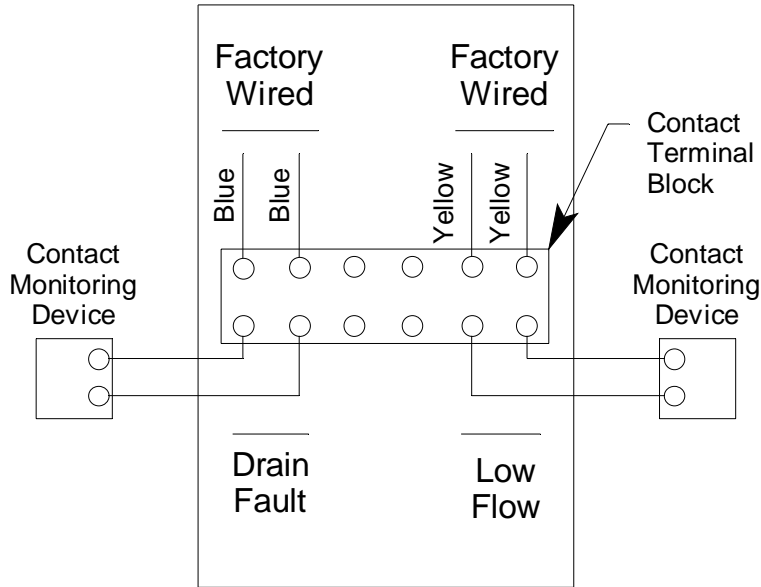 Factory
Wired
Factory
Wired
Contact
Terminal
Block
Blue
Blue
Yellow
Yellow
Contact
Monitoring
Device
Contact
Monitoring
Device
Drain
Fault
Low
Flow